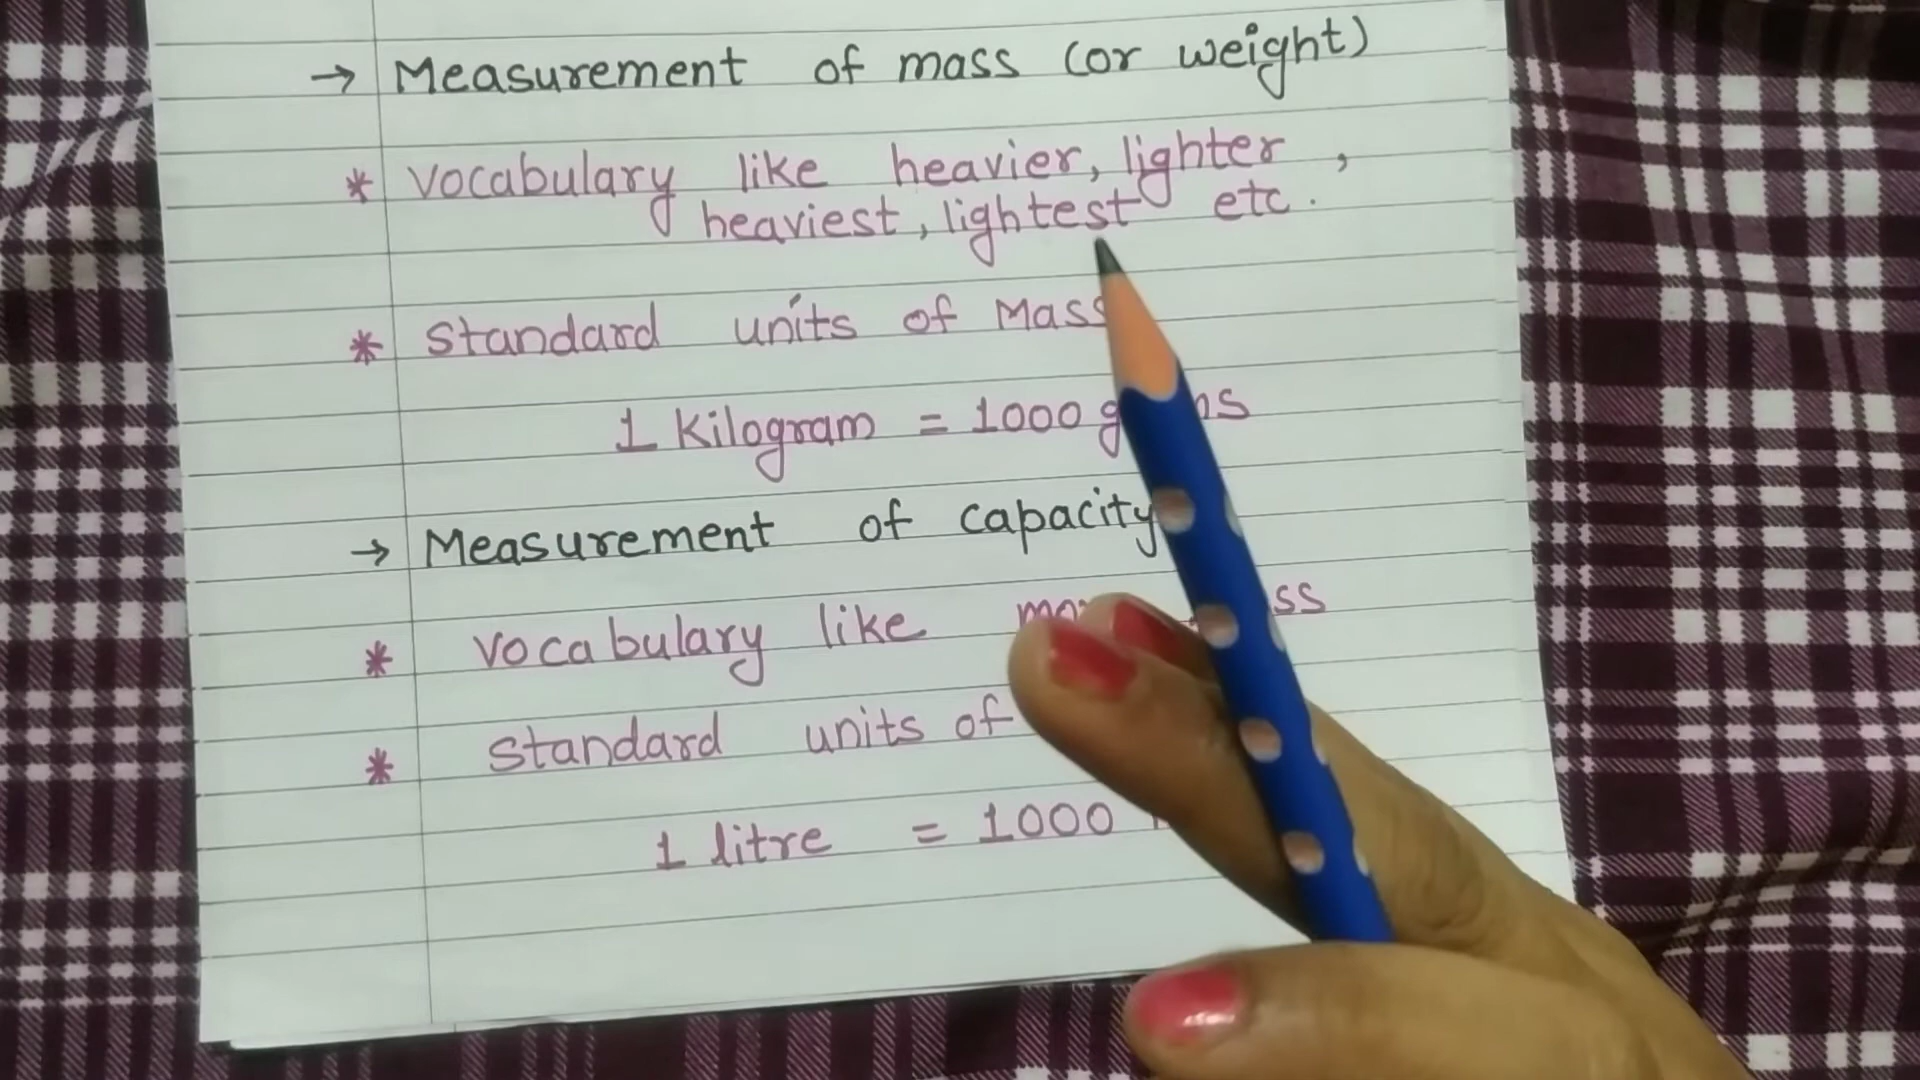 → Measurement of mass (or weight)
* vocabulary like heavier, lighter,
heaviest, lightest etc.
* standard units of Mass
1 Kilogram = 1000
→ Measurement of capacity
* vocabulary like
* standard units of
1 litre = 1000